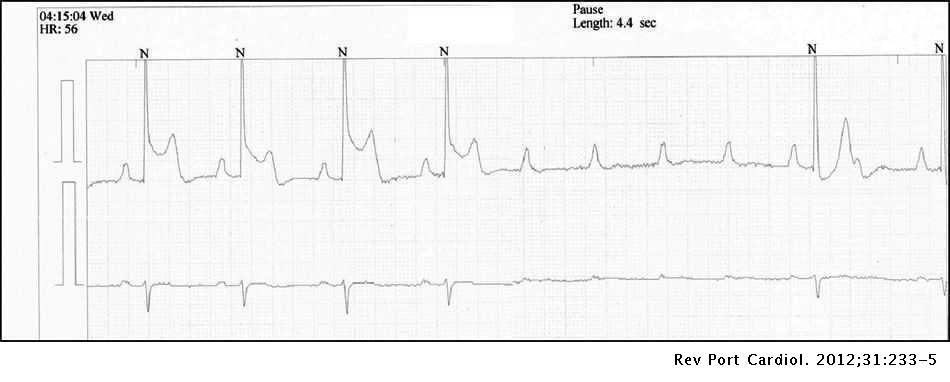 04:15:04 Wed
HR: 56
Pause
Length: 4.4 sec
N N N N N N
Rev Port Cardiol. 2012;31:233-5